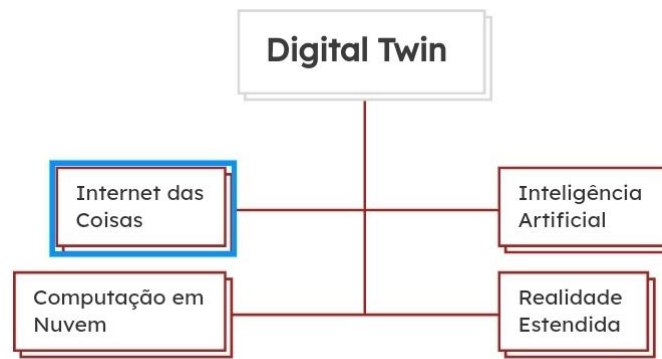 Digital Twin
Internet das
Coisas
Inteligência
Artificial
Computação em
Nuvem
Realidade
Estendida